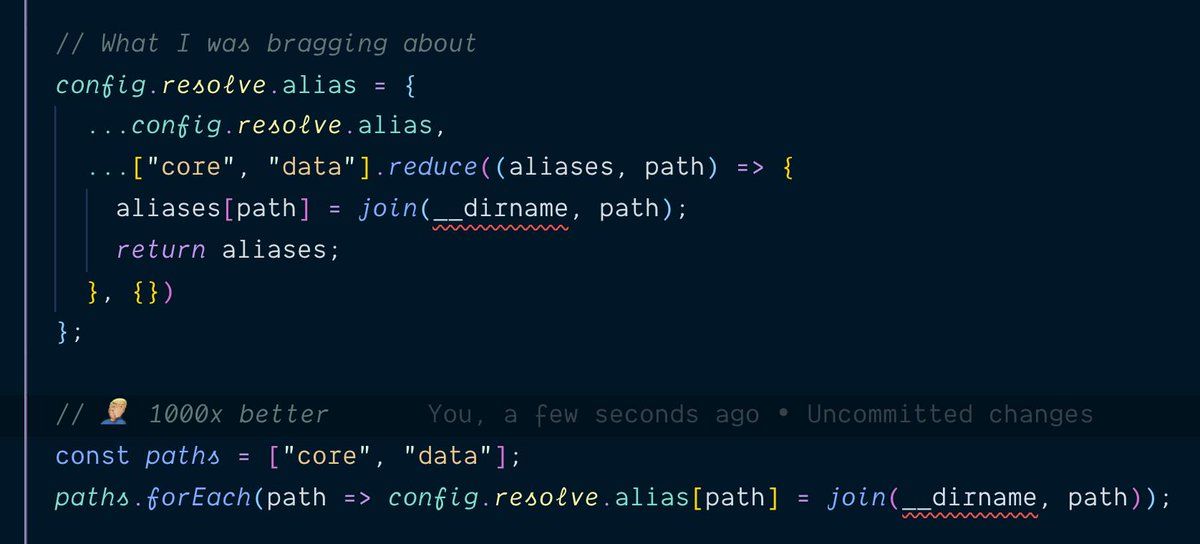 // What I was bragging about
config.resolve.alias = {
...config.resolve.alias,
...["core", "data"].reduce((aliases, path) => {
aliases[path] = join(__dirname, path);
return aliases;
}, {})
};
// 🤦🏼‍♂️ 1000x better You, a few seconds ago • Uncommitted changes
const paths = ["core", "data"];
paths.forEach(path => config.resolve.alias[path] = join(__dirname, path));